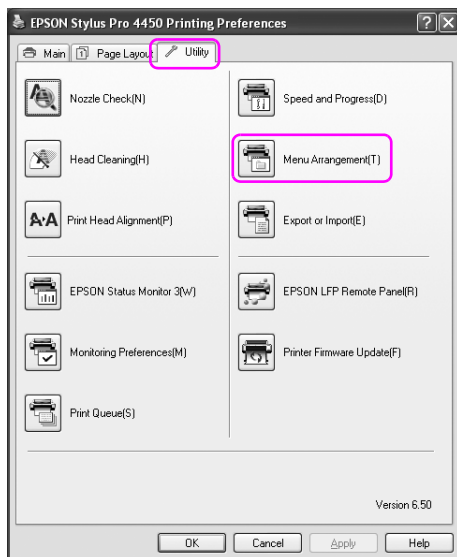 EPSON Stylus Pro 4450 Printing Preferences
Main
Page Layout
Utility
Nozzle Check(N)
Speed and Progress(D)
Head Cleaning(H)
Menu Arrangement(T)
Print Head Alignment(P)
Export or Import(E)
EPSON Status Monitor 3(W)
EPSON LFP Remote Panel(R)
Monitoring Preferences(M)
Printer Firmware Update(F)
Print Queue(S)
Version 6.50
OK
Cancel
Apply
Help